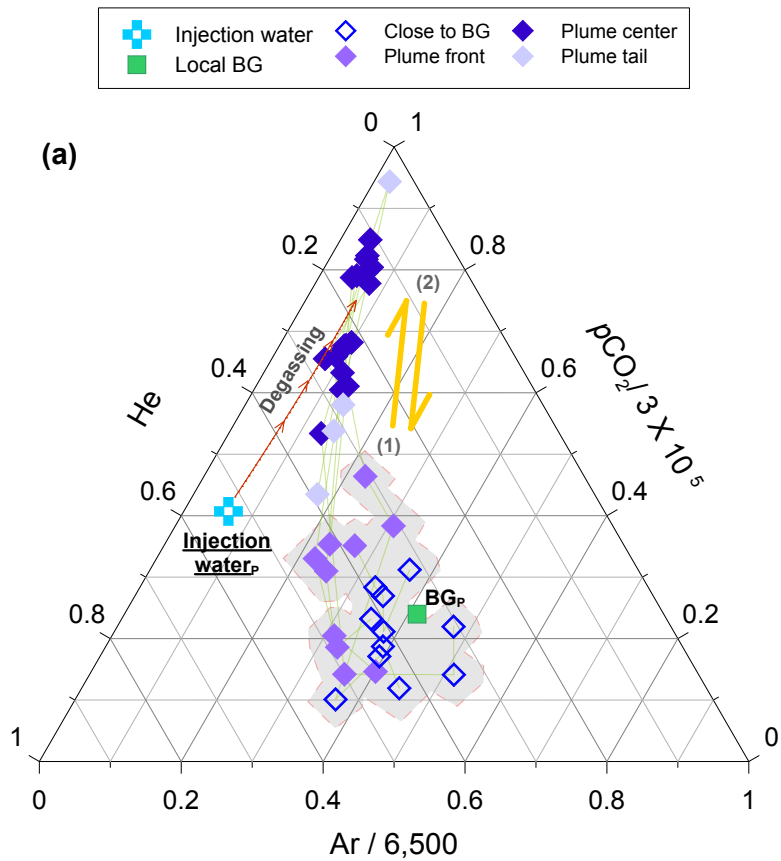 Injection water
Close to BG
Plume center
Local BG
Plume front
Plume tail
(a)
0
1
0.2
0.8
(2)
Degassing
pCO₂/ 3 X 10⁵
He
0.4
0.6
(1)
0.6
0.4
Injection
waterₚ
BGₚ
0.8
0.2
1
0
0
0.2
0.4
0.6
0.8
1
Ar / 6,500